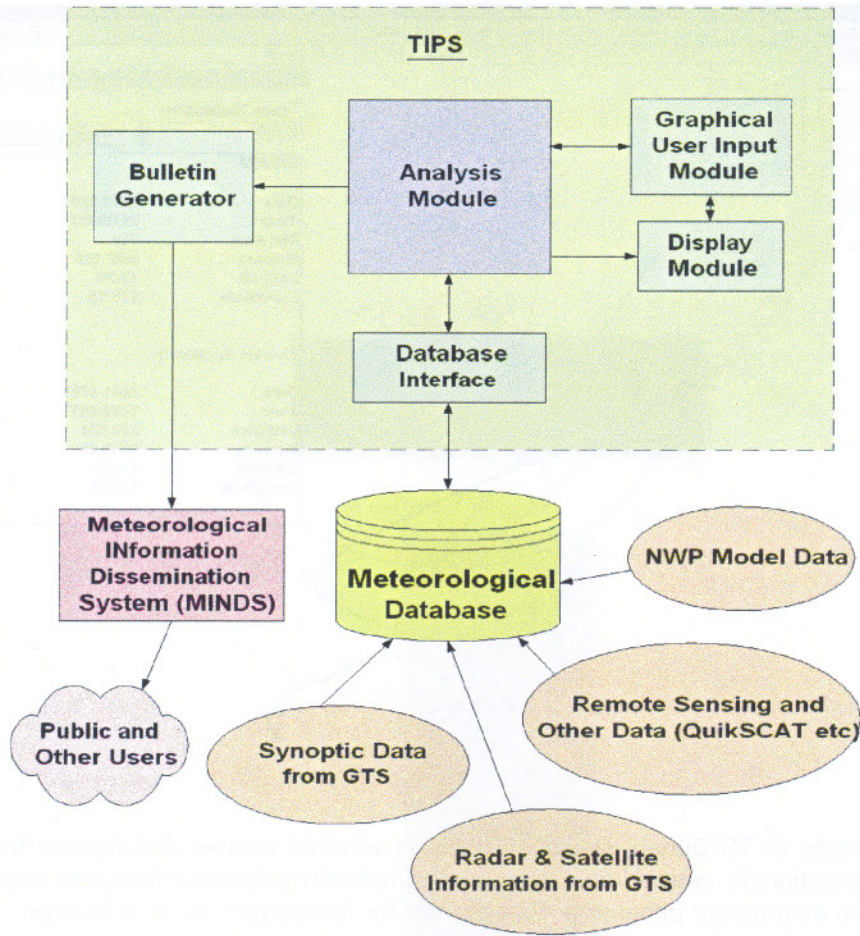 TIPS
Bulletin
Generator
Analysis
Module
Graphical
User Input
Module
Display
Module
Database
Interface
Meteorological
INformation
Dissemination
System (MINDS)
Meteorological
Database
NWP Model Data
Public and
Other Users
Synoptic Data
from GTS
Remote Sensing and
Other Data (QuikSCAT etc)
Radar & Satellite
Information from GTS